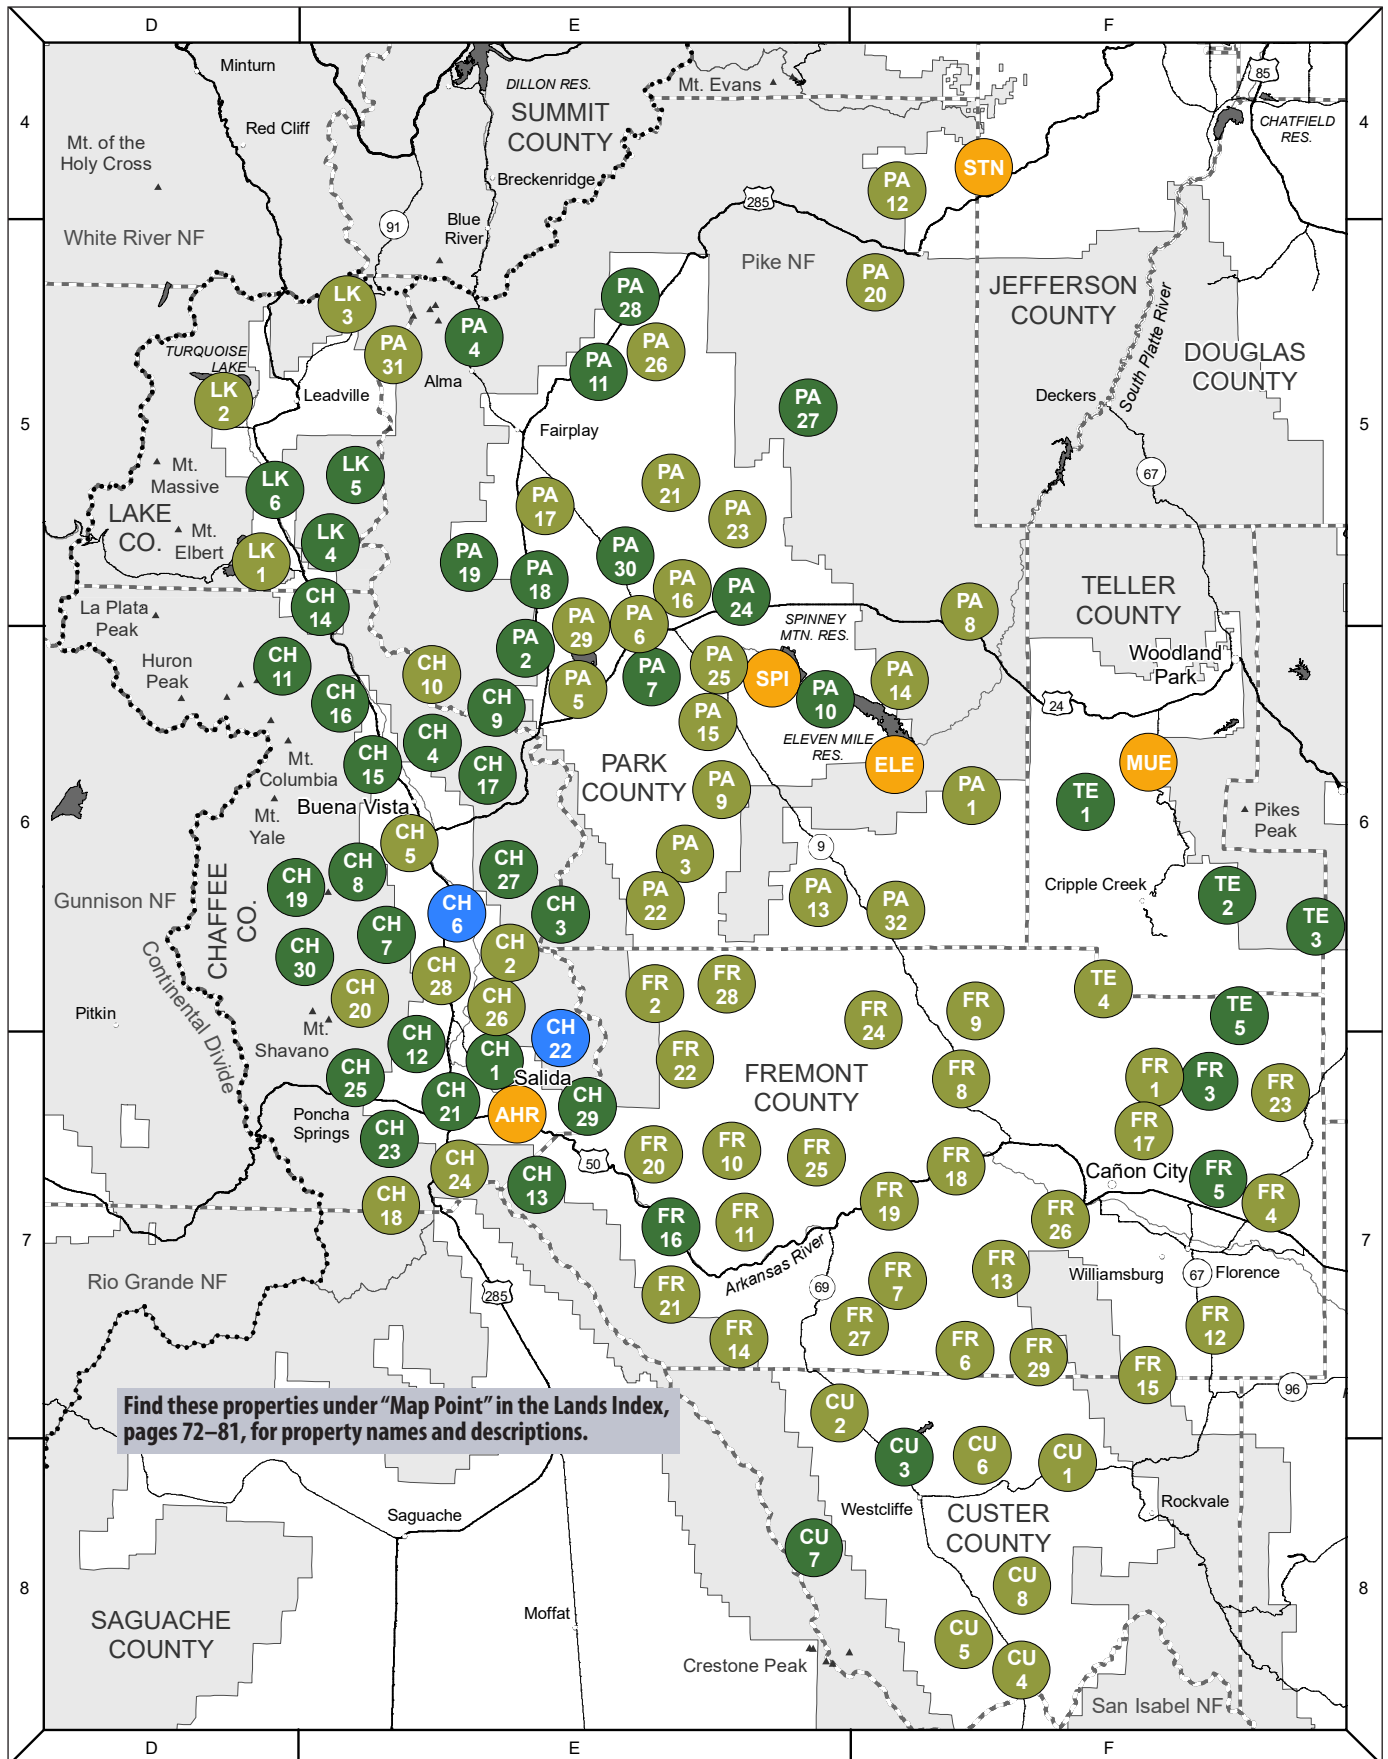 D
E
F
4
Minturn
Red Cliff
Mt. of the
Holy Cross
DILLON RES.
SUMMIT
COUNTY
Breckenridge
Mt. Evans
85
CHATFIELD
RES.
4
STN
PA
12
285
91
Blue
River
White River NF
Pike NF
PA
20
JEFFERSON
COUNTY
South Platte River
DOUGLAS
COUNTY
LK
3
PA
28
PA
4
PA
31
PA
26
PA
11
TURQUOISE
LAKE
LK
2
Leadville
Alma
PA
27
Deckers
5
Fairplay
5
67
Mt.
Massive
LK
6
LK
5
PA
21
PA
17
PA
23
LAKE
CO.
Mt.
Elbert
LK
4
LK
1
PA
19
PA
18
PA
30
PA
16
PA
24
TELLER
COUNTY
La Plata
Peak
CH
14
PA
29
PA
6
SPINNEY
MTN. RES.
PA
8
Huron
Peak
CH
11
CH
10
PA
2
PA
5
PA
7
PA
25
SPI
PA
10
PA
14
Woodland
Park
24
CH
16
CH
9
PA
15
Mt.
Columbia
CH
4
CH
15
CH
17
PARK
COUNTY
ELEVEN MILE
RES.
ELE
MUE
Buena Vista
PA
9
PA
1
TE
1
Pikes
Peak
6
Mt.
Yale
CH
5
PA
3
9
6
CHAFFEE
CO.
CH
8
CH
27
CH
19
PA
22
PA
13
PA
32
Cripple Creek
TE
2
TE
3
Gunnison NF
CH
6
CH
3
CH
7
CH
30
CH
2
CH
28
CH
20
CH
26
FR
2
FR
28
TE
4
Continental Divide
Pitkin
FR
24
FR
9
TE
5
Mt.
Shavano
CH
12
CH
22
CH
1
Salida
CH
25
FR
22
FREMONT
COUNTY
FR
8
FR
1
FR
3
FR
23
CH
21
AHR
CH
29
Poncha
Springs
CH
23
FR
17
50
CH
24
CH
13
FR
20
FR
10
FR
25
FR
18
Cañon City
FR
5
FR
4
CH
18
FR
16
FR
11
FR
19
FR
26
7
7
Rio Grande NF
Arkansas River
285
FR
21
69
FR
7
FR
13
Williamsburg
67
Florence
FR
14
FR
27
FR
6
FR
29
FR
12
FR
15
96
Find these properties under “Map Point” in the Lands Index,
pages 72–81, for property names and descriptions.
CU
2
CU
3
CU
6
CU
1
Saguache
Westcliffe
CUSTER
COUNTY
Rockvale
CU
7
8
CU
8
8
SAGUACHE
COUNTY
Moffat
CU
5
Crestone Peak
CU
4
San Isabel NF
D
E
F